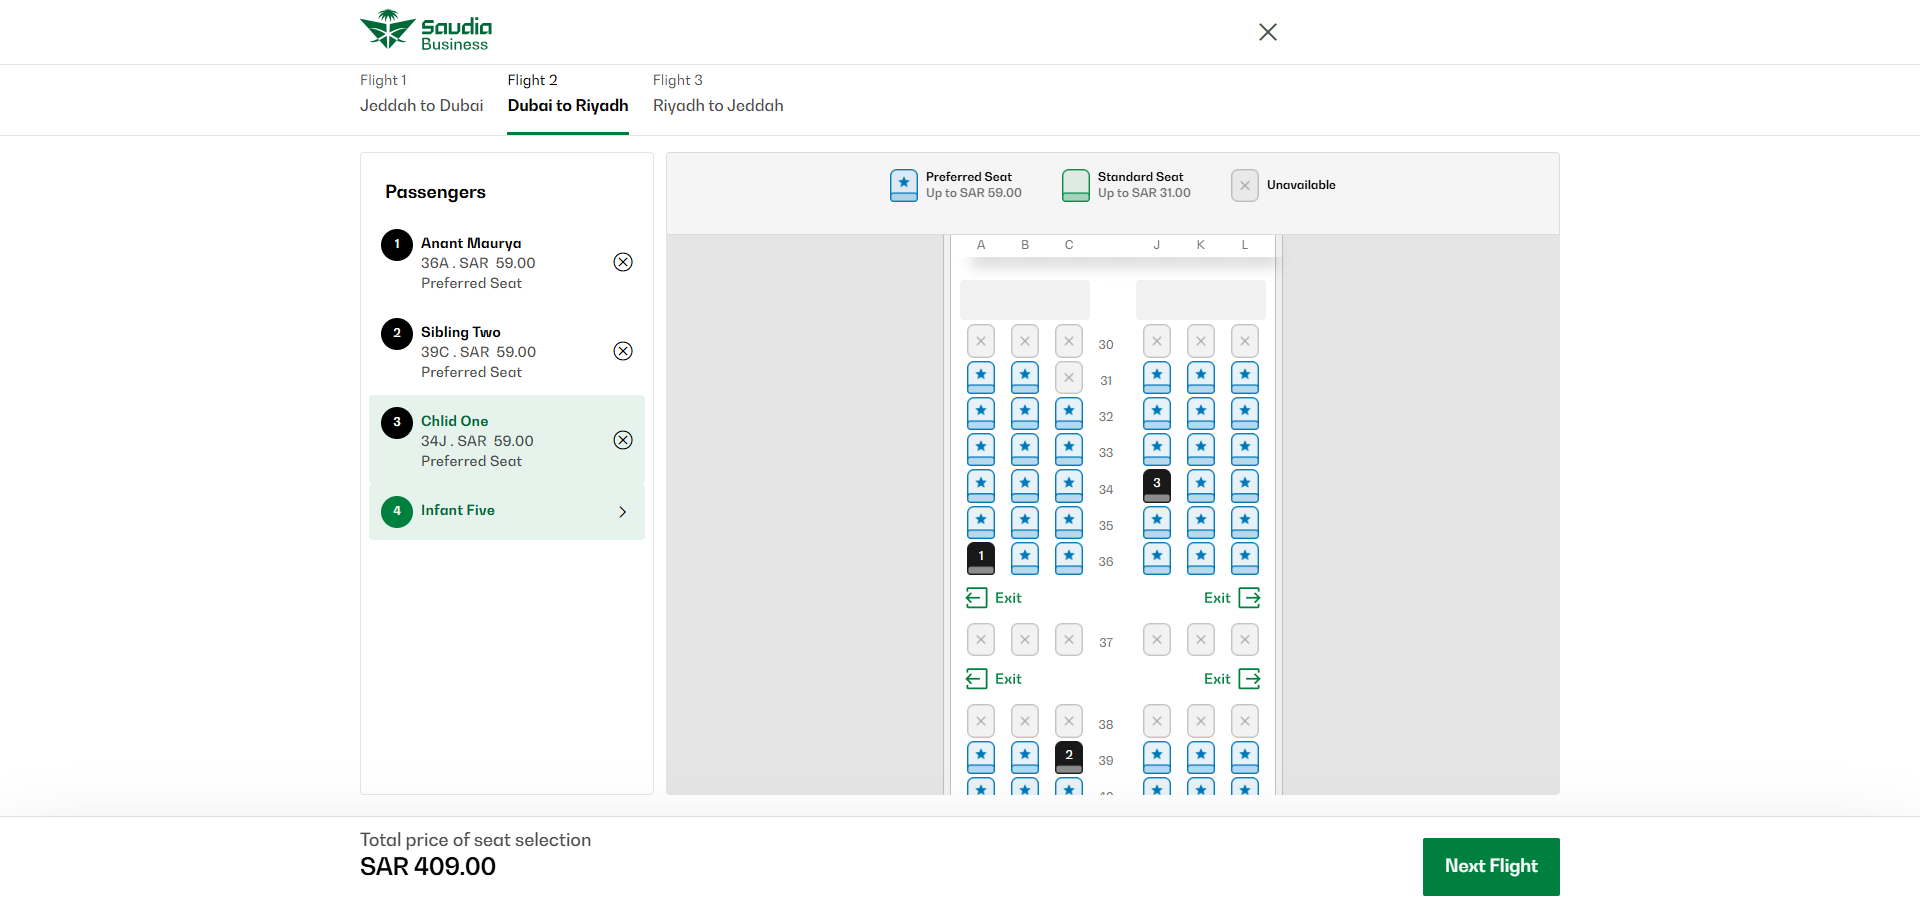 Saudia
Business
Flight 1
Jeddah to Dubai
Flight 2
Dubai to Riyadh
Flight 3
Riyadh to Jeddah
Passengers
1
Anant Maurya
36A . SAR 59.00
Preferred Seat
2
Sibling Two
39C . SAR 59.00
Preferred Seat
3
Chlid One
34J . SAR 59.00
Preferred Seat
4
Infant Five
Preferred Seat
Up to SAR 59.00
Standard Seat
Up to SAR 31.00
Unavailable
A B C J K L
30
31
32
33
34 3
35
1 36
Exit Exit
37
Exit Exit
38
2 39
Total price of seat selection
SAR 409.00
Next Flight